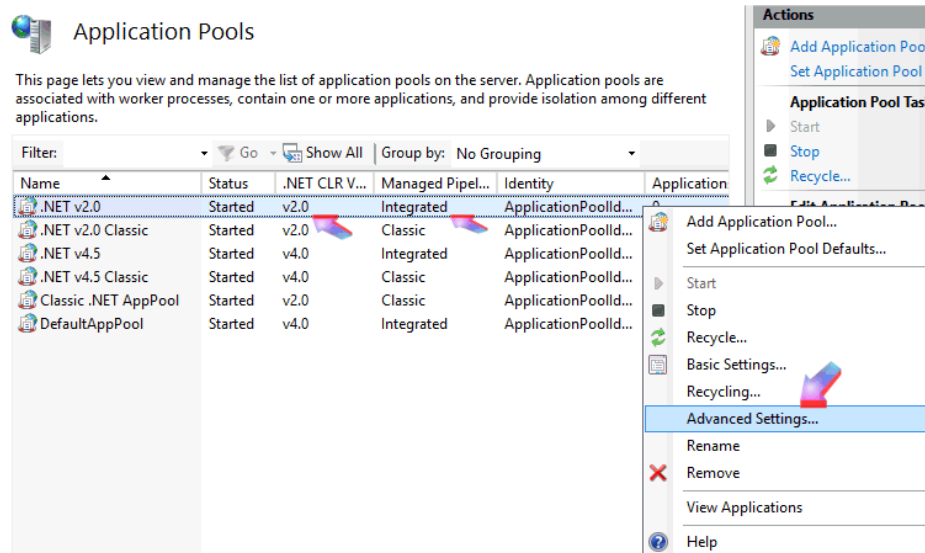 Application Pools
This page lets you view and manage the list of application pools on the server. Application pools are
associated with worker processes, contain one or more applications, and provide isolation among different
applications.
Filter: Go Show All Group by: No Grouping
Name Status .NET CLR V... Managed Pipel... Identity Application
.NET v2.0 Started v2.0 Integrated ApplicationPoolId... 0
.NET v2.0 Classic Started v2.0 Classic ApplicationPoolId...
.NET v4.5 Started v4.0 Integrated ApplicationPoolId...
.NET v4.5 Classic Started v4.0 Classic ApplicationPoolId...
Classic .NET AppPool Started v2.0 Classic ApplicationPoolId...
DefaultAppPool Started v4.0 Integrated ApplicationPoolId...
Actions
Add Application Poo
Set Application Pool
Application Pool Tas
Start
Stop
Recycle...
Edit Application Poo
Add Application Pool...
Set Application Pool Defaults...
Start
Stop
Recycle...
Basic Settings...
Recycling...
Advanced Settings...
Rename
Remove
View Applications
Help